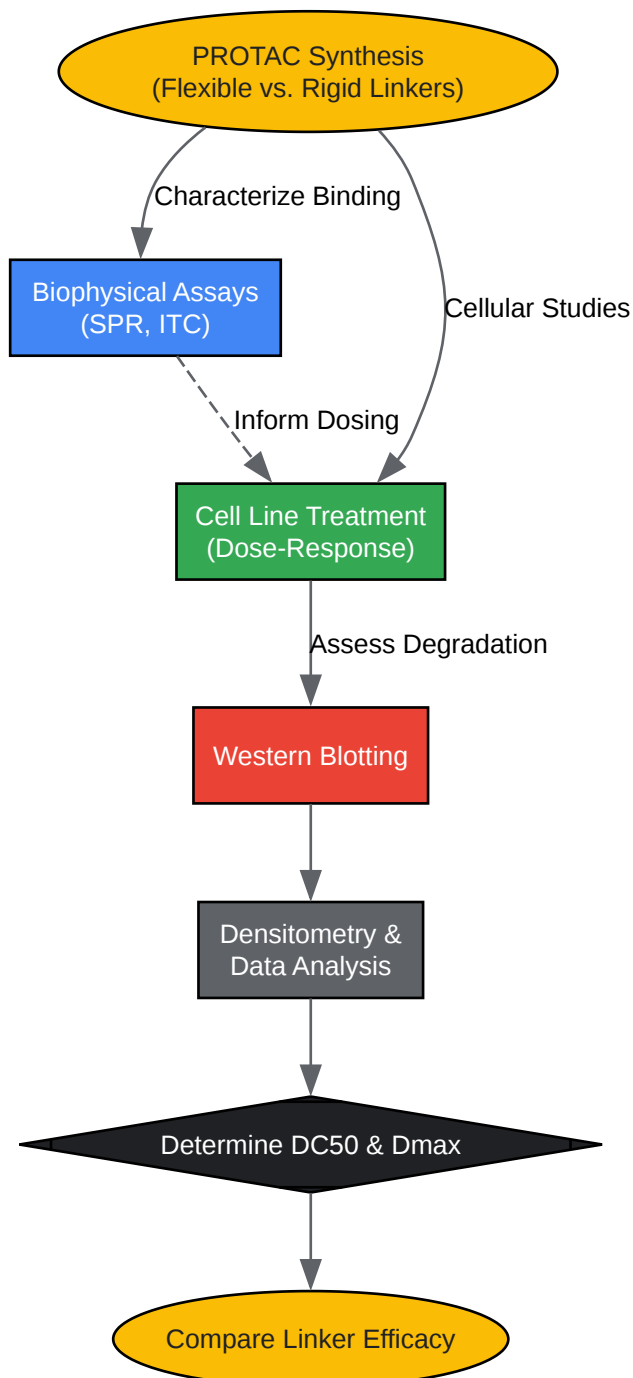 PROTAC Synthesis
(Flexible vs. Rigid Linkers)
Characterize Binding
Biophysical Assays
(SPR, ITC)
Cellular Studies
Inform Dosing
Cell Line Treatment
(Dose-Response)
Assess Degradation
Western Blotting
Densitometry &
Data Analysis
Determine DC50 & Dmax
Compare Linker Efficacy